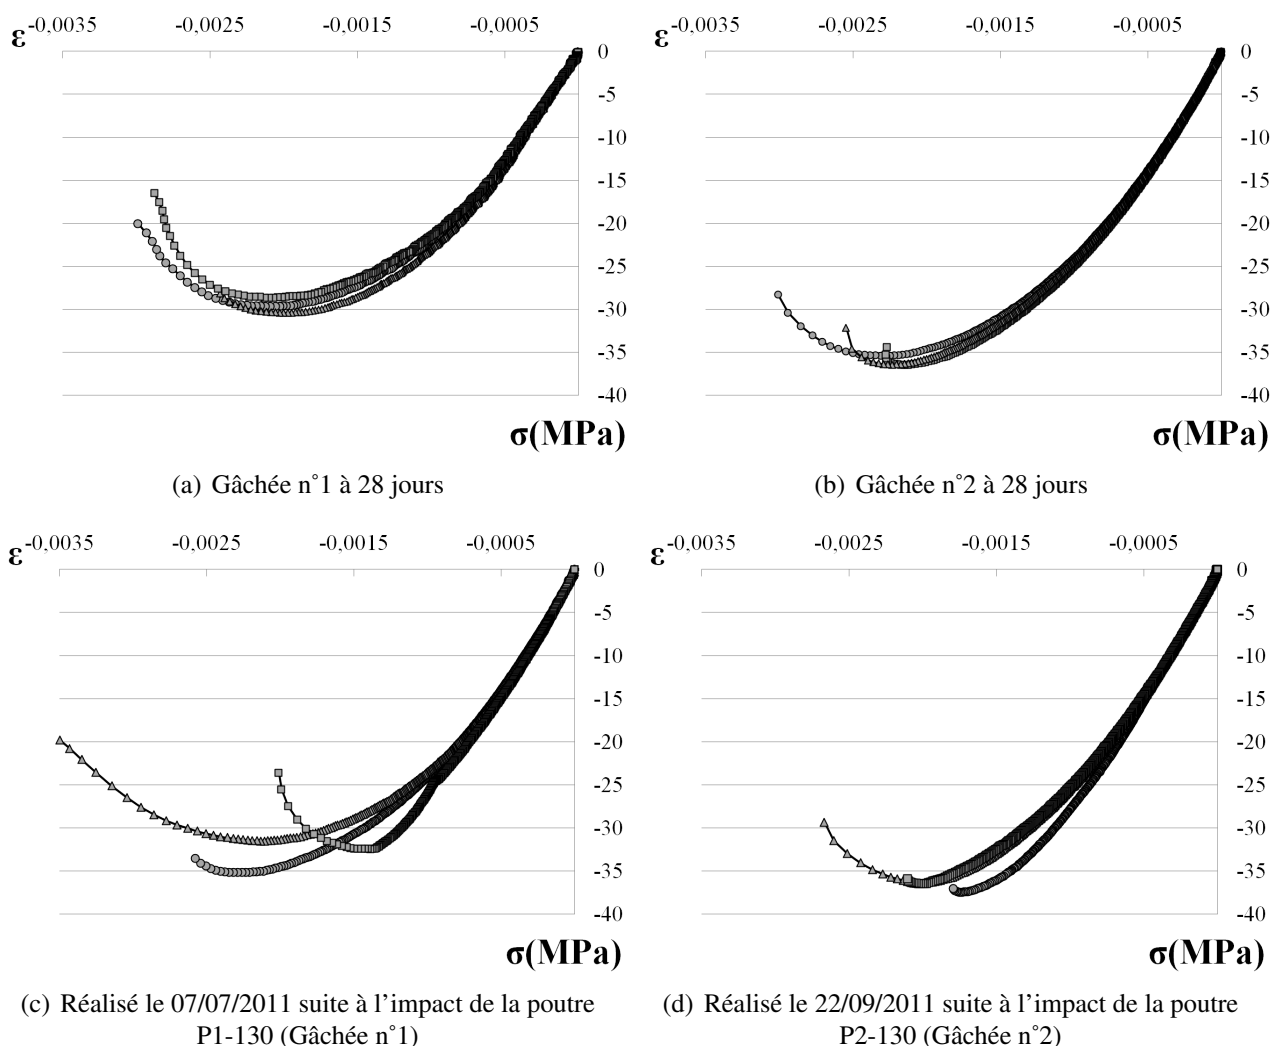 ε -0,0035 -0,0025 -0,0015 -0,0005
0
-5
-10
-15
-20
-25
-30
-35
-40
σ(MPa)
(a) Gâchée n°1 à 28 jours
ε -0,0035 -0,0025 -0,0015 -0,0005
0
-5
-10
-15
-20
-25
-30
-35
-40
σ(MPa)
(b) Gâchée n°2 à 28 jours
ε -0,0035 -0,0025 -0,0015 -0,0005
0
-5
-10
-15
-20
-25
-30
-35
-40
σ(MPa)
(c) Réalisé le 07/07/2011 suite à l'impact de la poutre
P1-130 (Gâchée n°1)
ε -0,0035 -0,0025 -0,0015 -0,0005
0
-5
-10
-15
-20
-25
-30
-35
-40
σ(MPa)
(d) Réalisé le 22/09/2011 suite à l'impact de la poutre
P2-130 (Gâchée n°2)